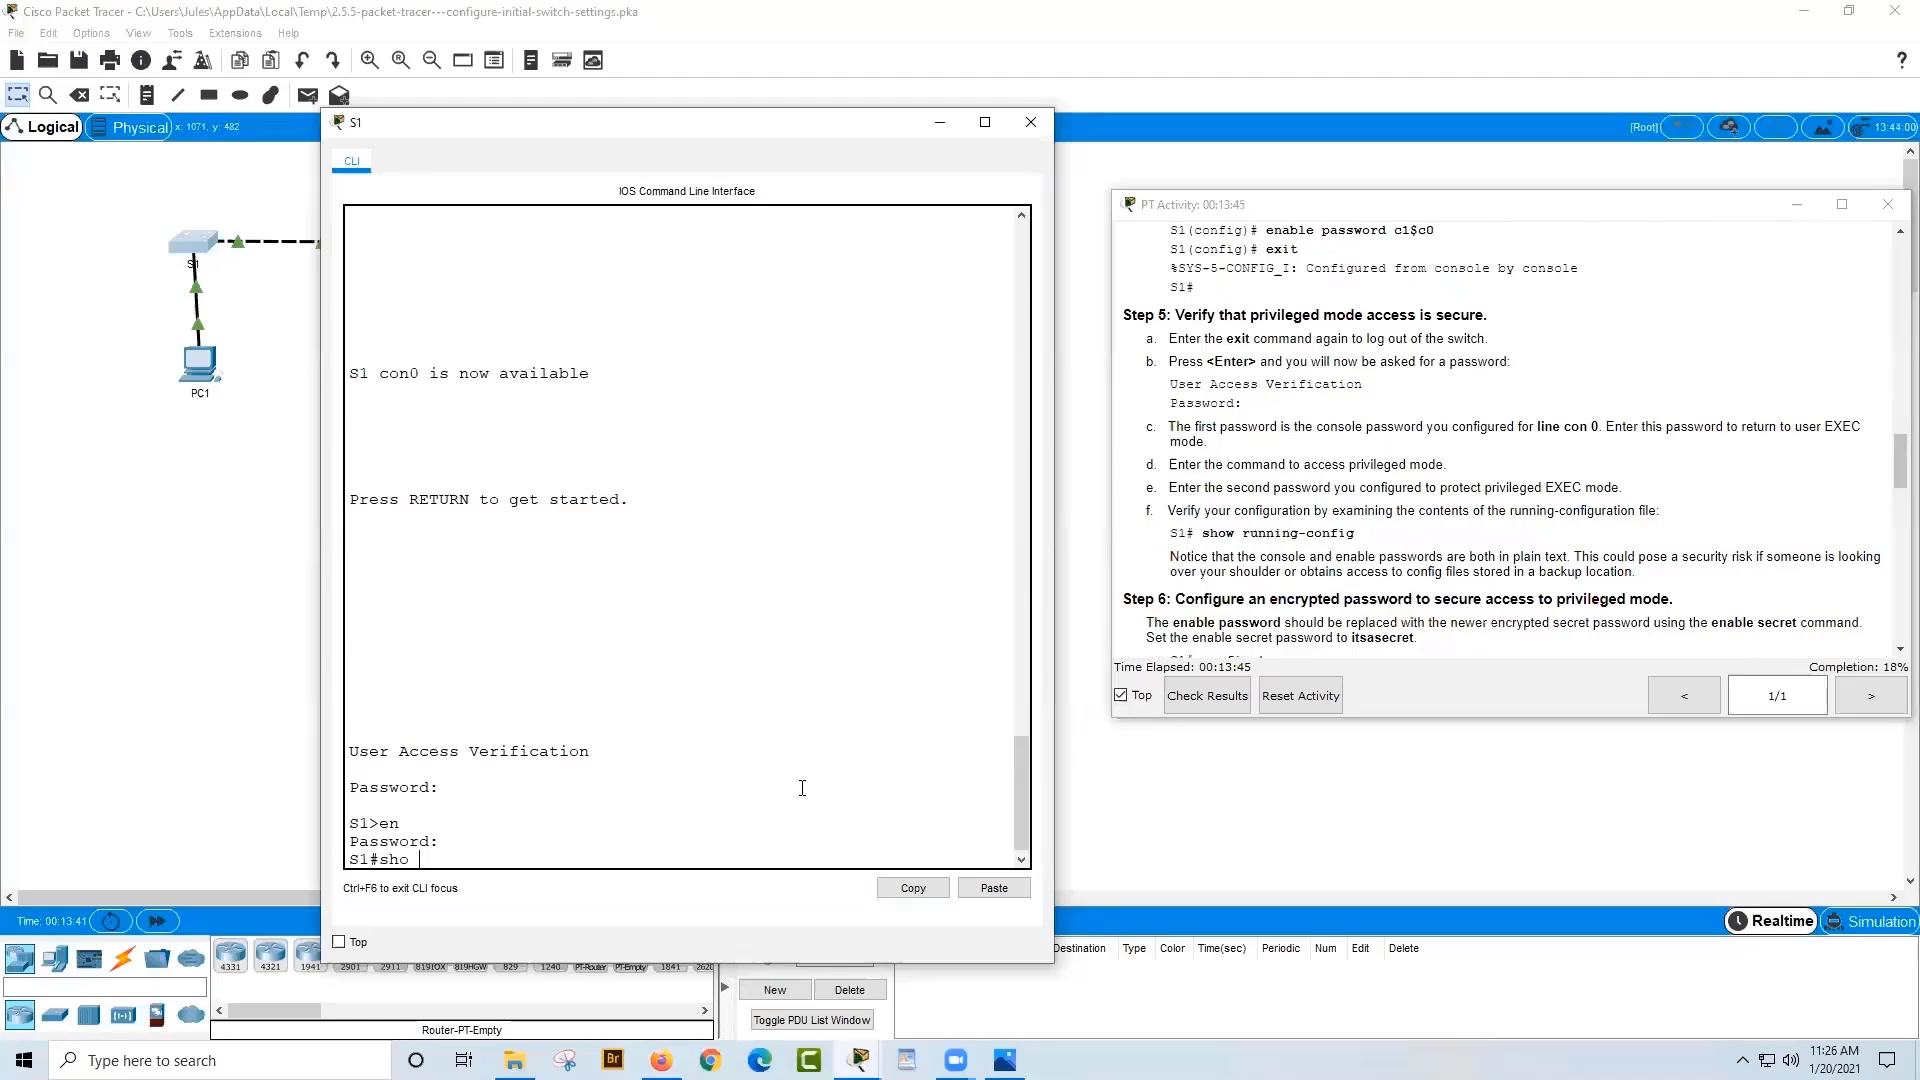 Cisco Packet Tracer - C:\Users\Jules\AppData\Local\Temp\2.5.5-packet-tracer---configure-initial-switch-settings.pka
File Edit Options View Tools Extensions Help
Logical Physical x: 1071, y: 482
[Root] 13:44:00
S1
PC1
S1
CLI
IOS Command Line Interface
S1 con0 is now available
Press RETURN to get started.
User Access Verification
Password:
S1>en
Password:
S1#sho
Ctrl+F6 to exit CLI focus
Copy Paste
Top
PT Activity: 00:13:45
S1(config)# enable password c1$c0
S1(config)# exit
%SYS-5-CONFIG_I: Configured from console by console
S1#
Step 5: Verify that privileged mode access is secure.
a. Enter the exit command again to log out of the switch.
b. Press <Enter> and you will now be asked for a password:
User Access Verification
Password:
c. The first password is the console password you configured for line con 0. Enter this password to return to user EXEC
mode.
d. Enter the command to access privileged mode.
e. Enter the second password you configured to protect privileged EXEC mode.
f. Verify your configuration by examining the contents of the running-configuration file:
S1# show running-config
Notice that the console and enable passwords are both in plain text. This could pose a security risk if someone is looking
over your shoulder or obtains access to config files stored in a backup location.
Step 6: Configure an encrypted password to secure access to privileged mode.
The enable password should be replaced with the newer encrypted secret password using the enable secret command.
Set the enable secret password to itsasecret.
Time Elapsed: 00:13:45 Completion: 18%
Top Check Results Reset Activity < 1/1 >
Time: 00:13:41
Realtime Simulation
4331 4321 1941 2901 2911 819IOX 819HGW 829 1240 PT-Router PT-Empty 1841 2620
Router-PT-Empty
New Delete
Toggle PDU List Window
Destination Type Color Time(sec) Periodic Num Edit Delete
Type here to search
11:26 AM
1/20/2021